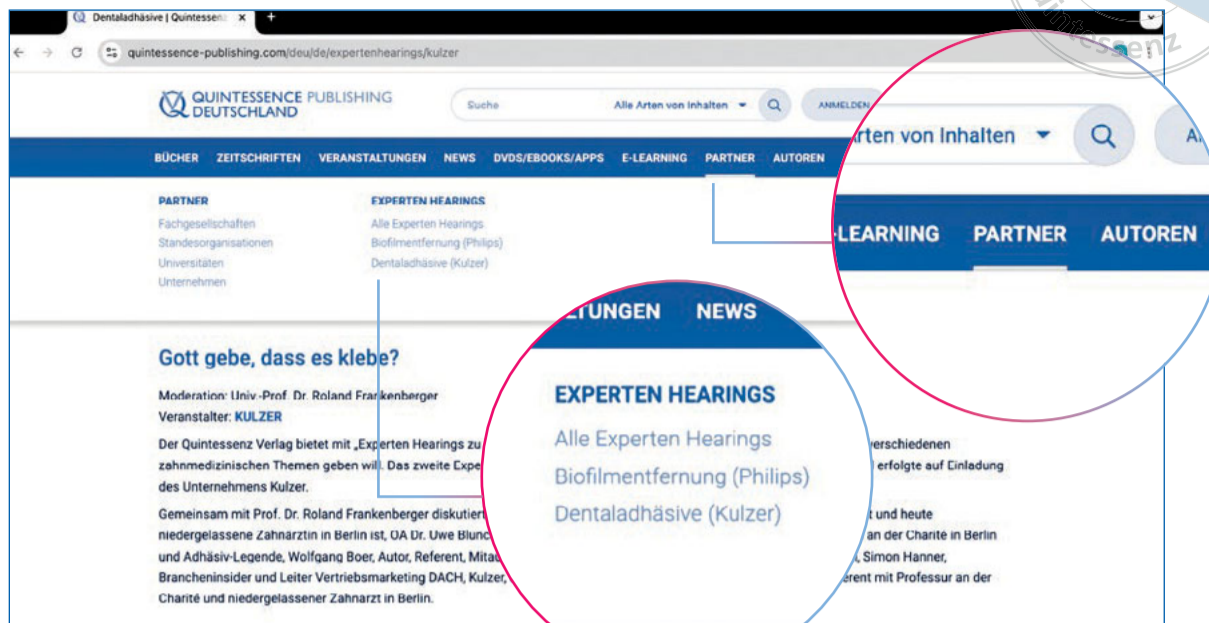 Dentaladhäsive | Quintessenz
Quintessenz
quintessence-publishing.com/deu/de/expertenhearings/kulzer
QUINTESSENCE PUBLISHING
DEUTSCHLAND
Suche
Alle Arten von Inhalten
ANMELDEN
Arten von Inhalten
BÜCHER ZEITSCHRIFTEN VERANSTALTUNGEN NEWS DVDS/EBOOKS/APPS E-LEARNING PARTNER AUTOREN
-LEARNING PARTNER AUTOREN
PARTNER
Fachgesellschaften
Standesorganisationen
Universitäten
Unternehmen
EXPERTEN HEARINGS
Alle Experten Hearings
Biofilmentfernung (Philips)
Dentaladhäsive (Kulzer)
LTUNGEN NEWS
EXPERTEN HEARINGS
Alle Experten Hearings
Biofilmentfernung (Philips)
Dentaladhäsive (Kulzer)
Gott gebe, dass es klebe?
Moderation: Univ.-Prof. Dr. Roland Frankenberger
Veranstalter: KULZER
Der Quintessenz Verlag bietet mit „Experten Hearings zu verschiedenen
zahnmedizinischen Themen geben will. Das zweite Expe erfolgte auf Einladung
des Unternehmens Kulzer.
Gemeinsam mit Prof. Dr. Roland Frankenberger diskutiert und heute
niedergelassene Zahnärztin in Berlin ist, OA Dr. Uwe Blunc an der Charité in Berlin
und Adhäsiv-Legende, Wolfgang Boer, Autor, Referent, Mitau Simon Hanner,
Brancheninsider und Leiter Vertriebsmarketing DACH, Kulzer, erent mit Professur an der
Charité und niedergelassener Zahnarzt in Berlin.